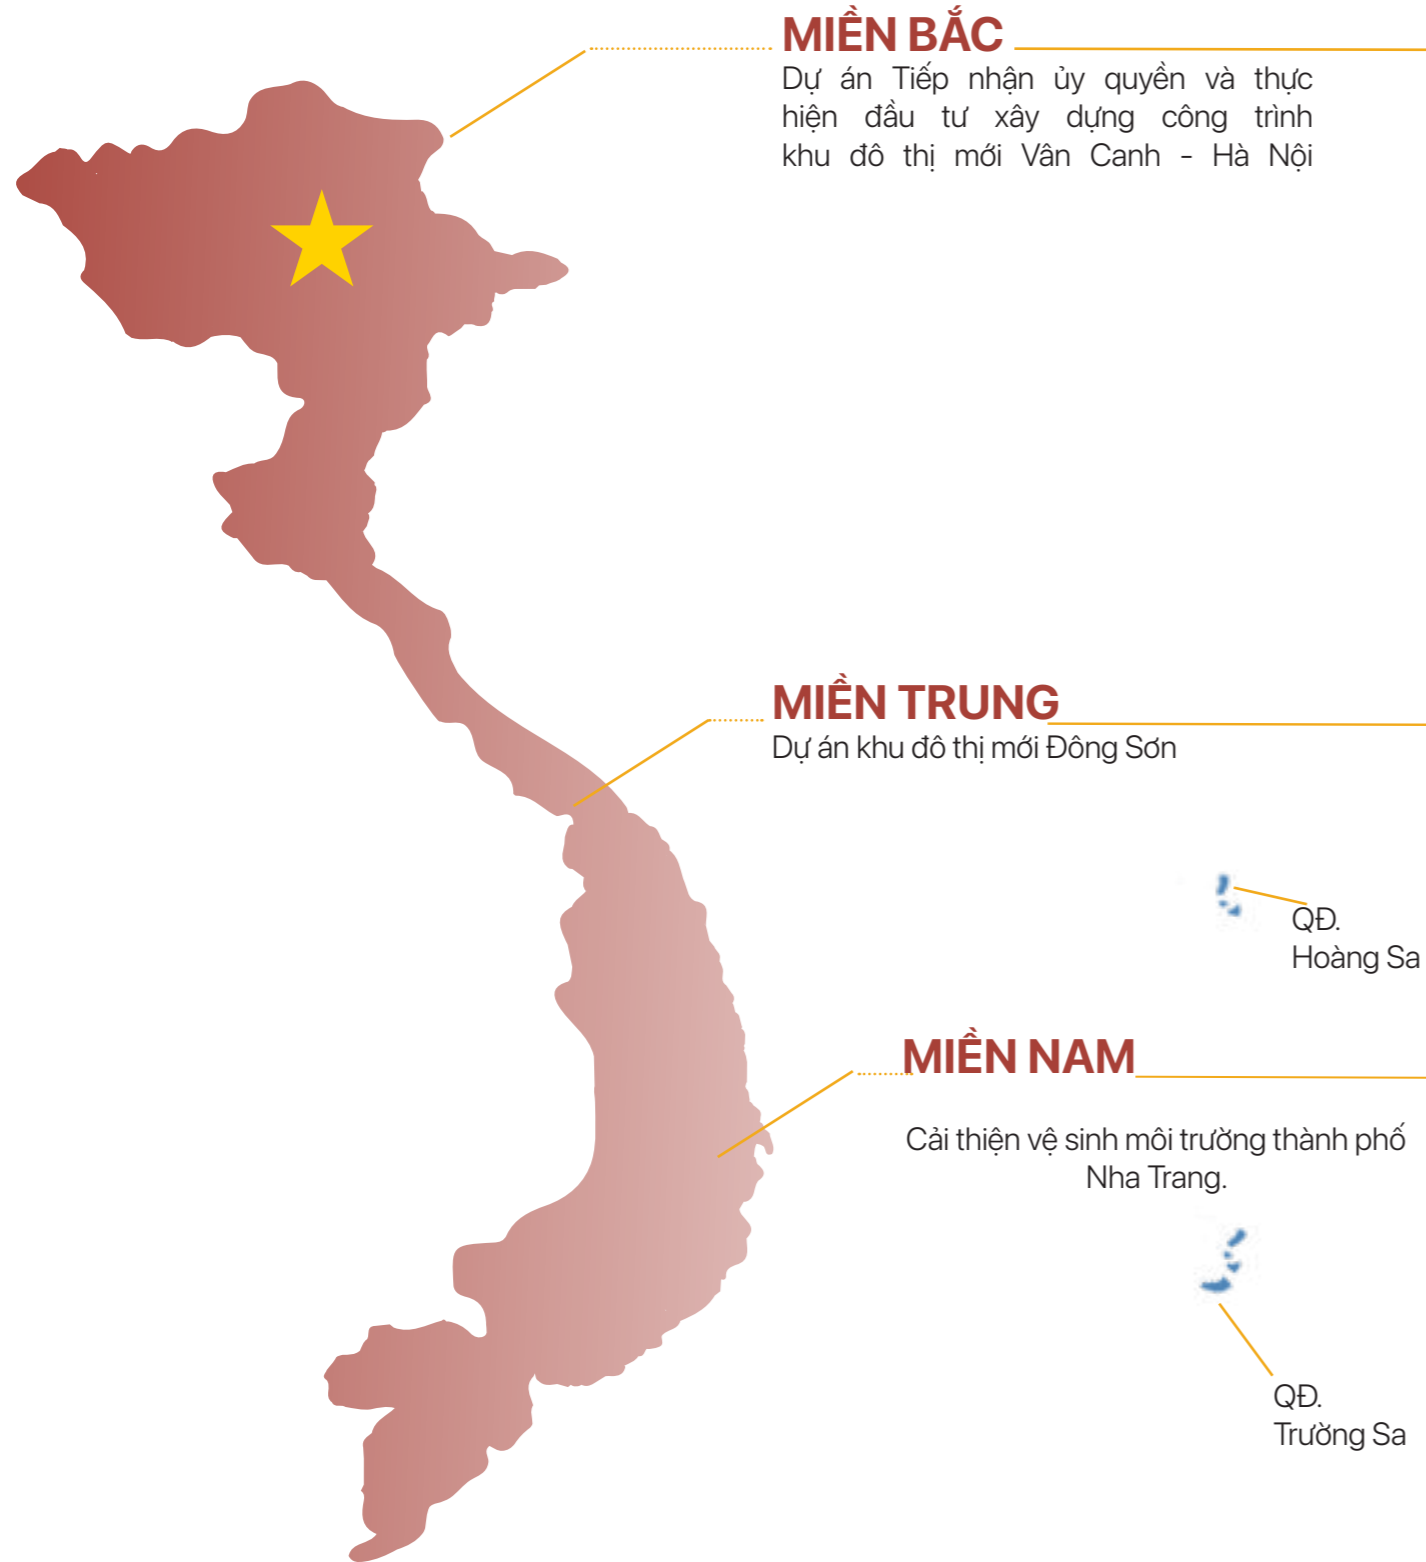 MIỀN BẮC
Dự án Tiếp nhận ủy quyền và thực
hiện đầu tư xây dựng công trình
khu đô thị mới Vân Canh - Hà Nội
MIỀN TRUNG
Dự án khu đô thị mới Đông Sơn
QĐ.
Hoàng Sa
MIỀN NAM
Cải thiện vệ sinh môi trường thành phố
Nha Trang.
QĐ.
Trường Sa